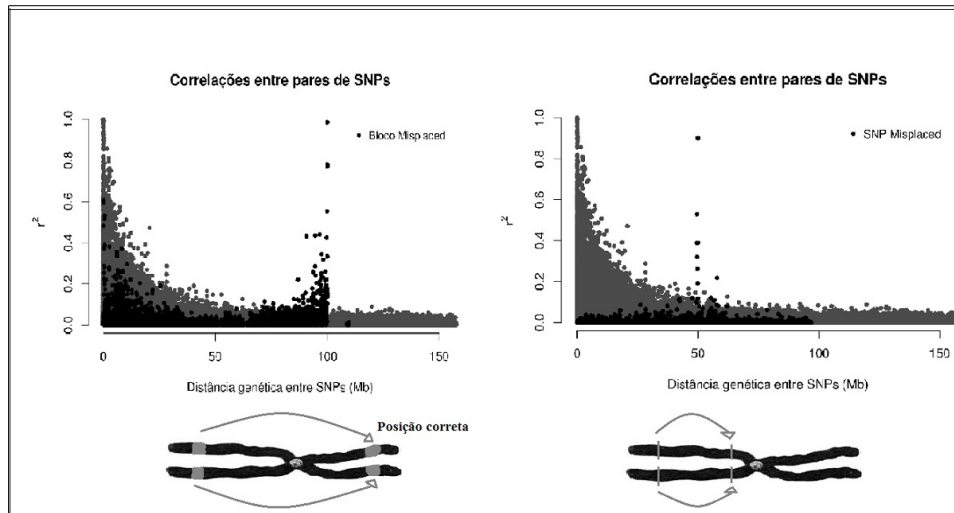 Correlações entre pares de SNPs
Bloco Misplaced
r2
0.0 0.2 0.4 0.6 0.8 1.0
0 50 100 150
Distância genética entre SNPs (Mb)
Posição correta
Correlações entre pares de SNPs
SNP Misplaced
r2
0.0 0.2 0.4 0.6 0.8 1.0
0 50 100 150
Distância genética entre SNPs (Mb)